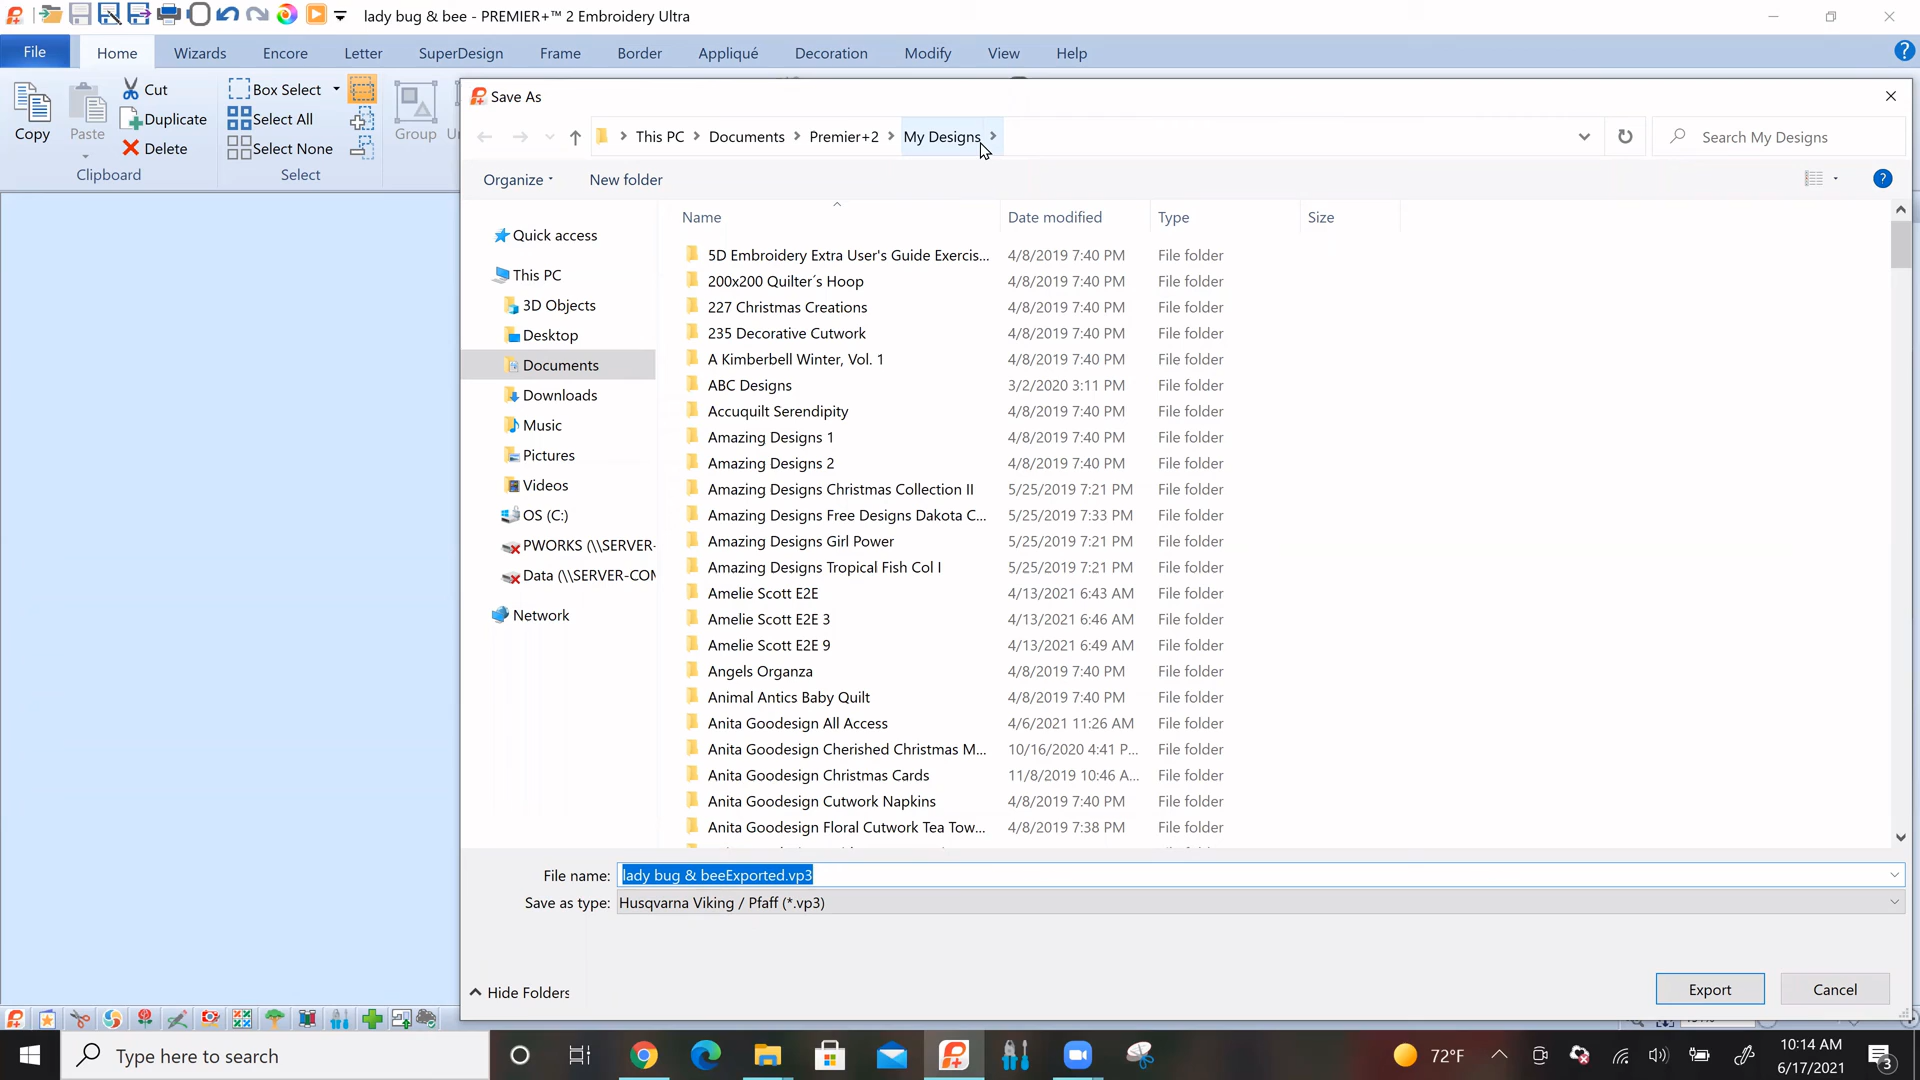 lady bug & bee - PREMIER+™ 2 Embroidery Ultra
File Home Wizards Encore Letter SuperDesign Frame Border Appliqué Decoration Modify View Help
Copy
Paste
Cut
Duplicate
Delete
Clipboard
Box Select
Select All
Select None
Select
Group
Save As
This PC Documents Premier+2 My Designs
Search My Designs
Organize New folder
Quick access
This PC
3D Objects
Desktop
Documents
Downloads
Music
Pictures
Videos
OS (C:)
PWORKS (\\SERVER-
Data (\\SERVER-COM
Network
Name Date modified Type Size
5D Embroidery Extra User's Guide Exercis... 4/8/2019 7:40 PM File folder
200x200 Quilter´s Hoop 4/8/2019 7:40 PM File folder
227 Christmas Creations 4/8/2019 7:40 PM File folder
235 Decorative Cutwork 4/8/2019 7:40 PM File folder
A Kimberbell Winter, Vol. 1 4/8/2019 7:40 PM File folder
ABC Designs 3/2/2020 3:11 PM File folder
Accuquilt Serendipity 4/8/2019 7:40 PM File folder
Amazing Designs 1 4/8/2019 7:40 PM File folder
Amazing Designs 2 4/8/2019 7:40 PM File folder
Amazing Designs Christmas Collection II 5/25/2019 7:21 PM File folder
Amazing Designs Free Designs Dakota C... 5/25/2019 7:33 PM File folder
Amazing Designs Girl Power 5/25/2019 7:21 PM File folder
Amazing Designs Tropical Fish Col I 5/25/2019 7:21 PM File folder
Amelie Scott E2E 4/13/2021 6:43 AM File folder
Amelie Scott E2E 3 4/13/2021 6:46 AM File folder
Amelie Scott E2E 9 4/13/2021 6:49 AM File folder
Angels Organza 4/8/2019 7:40 PM File folder
Animal Antics Baby Quilt 4/8/2019 7:40 PM File folder
Anita Goodesign All Access 4/6/2021 11:26 AM File folder
Anita Goodesign Cherished Christmas M... 10/16/2020 4:41 P... File folder
Anita Goodesign Christmas Cards 11/8/2019 10:46 A... File folder
Anita Goodesign Cutwork Napkins 4/8/2019 7:40 PM File folder
Anita Goodesign Floral Cutwork Tea Tow... 4/8/2019 7:38 PM File folder
File name: lady bug & beeExported.vp3
Save as type: Husqvarna Viking / Pfaff (*.vp3)
Hide Folders
Export Cancel
Type here to search
72°F
10:14 AM
6/17/2021
3